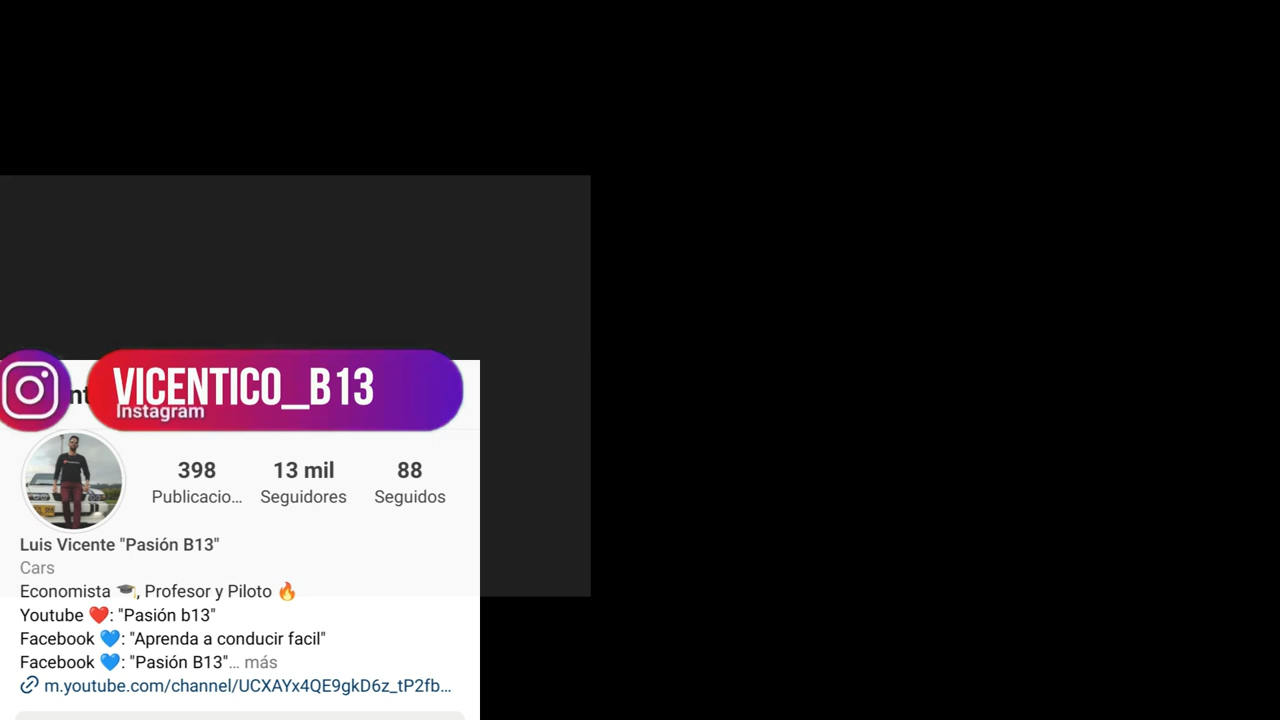 VICENTICO_B13
Instagram
398 13 mil 88
Publicacio... Seguidores Seguidos
Luis Vicente "Pasión B13"
Cars
Economista 🎓, Profesor y Piloto 🔥
Youtube ❤️: "Pasión b13"
Facebook 💙: "Aprenda a conducir facil"
Facebook 💙: "Pasión B13"... más
m.youtube.com/channel/UCXAYx4QE9gkD6z_tP2fb...